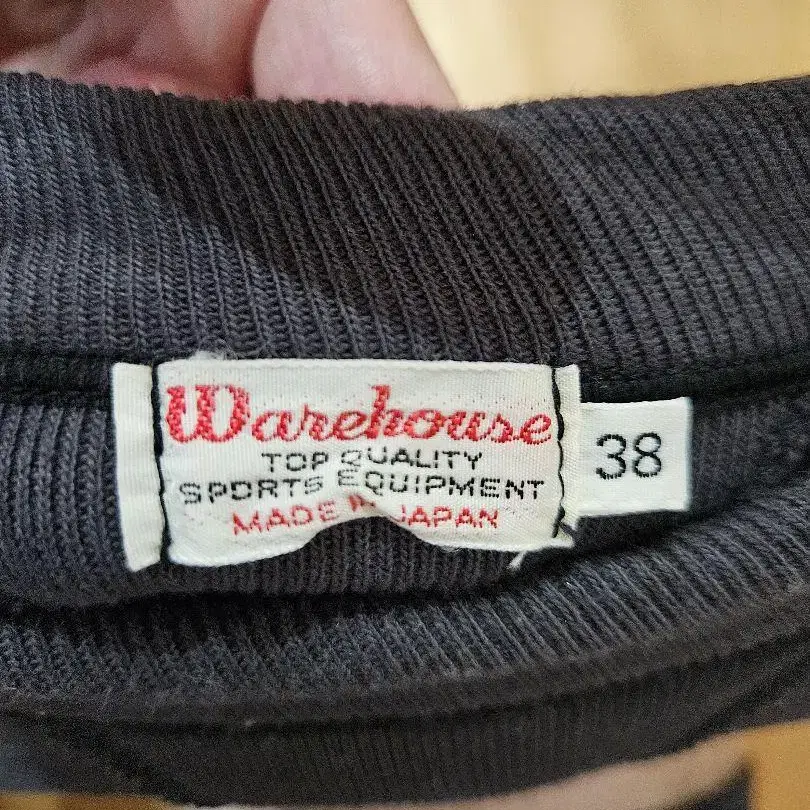 Warehouse
TOP QUALITY
SPORTS EQUIPMENT
MADE IN JAPAN
38